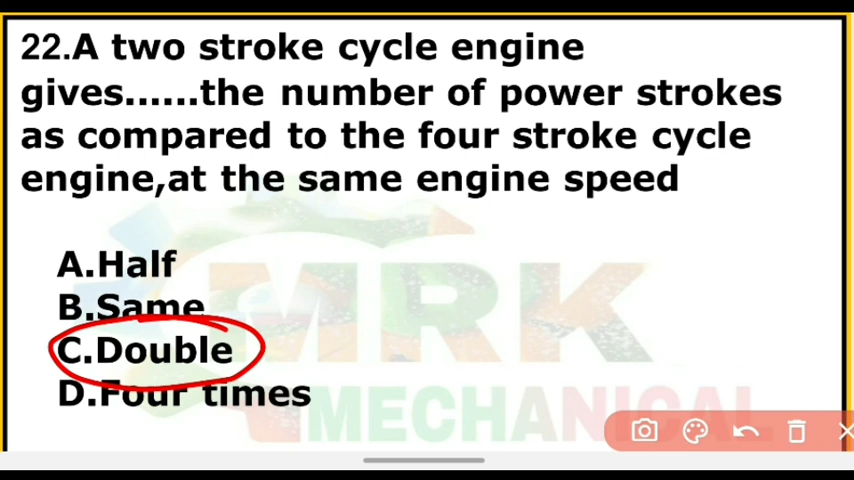 22.A two stroke cycle engine
gives......the number of power strokes
as compared to the four stroke cycle
engine,at the same engine speed
A.Half
B.Same
C.Double
D.Four times
MRK
MECHANICAL